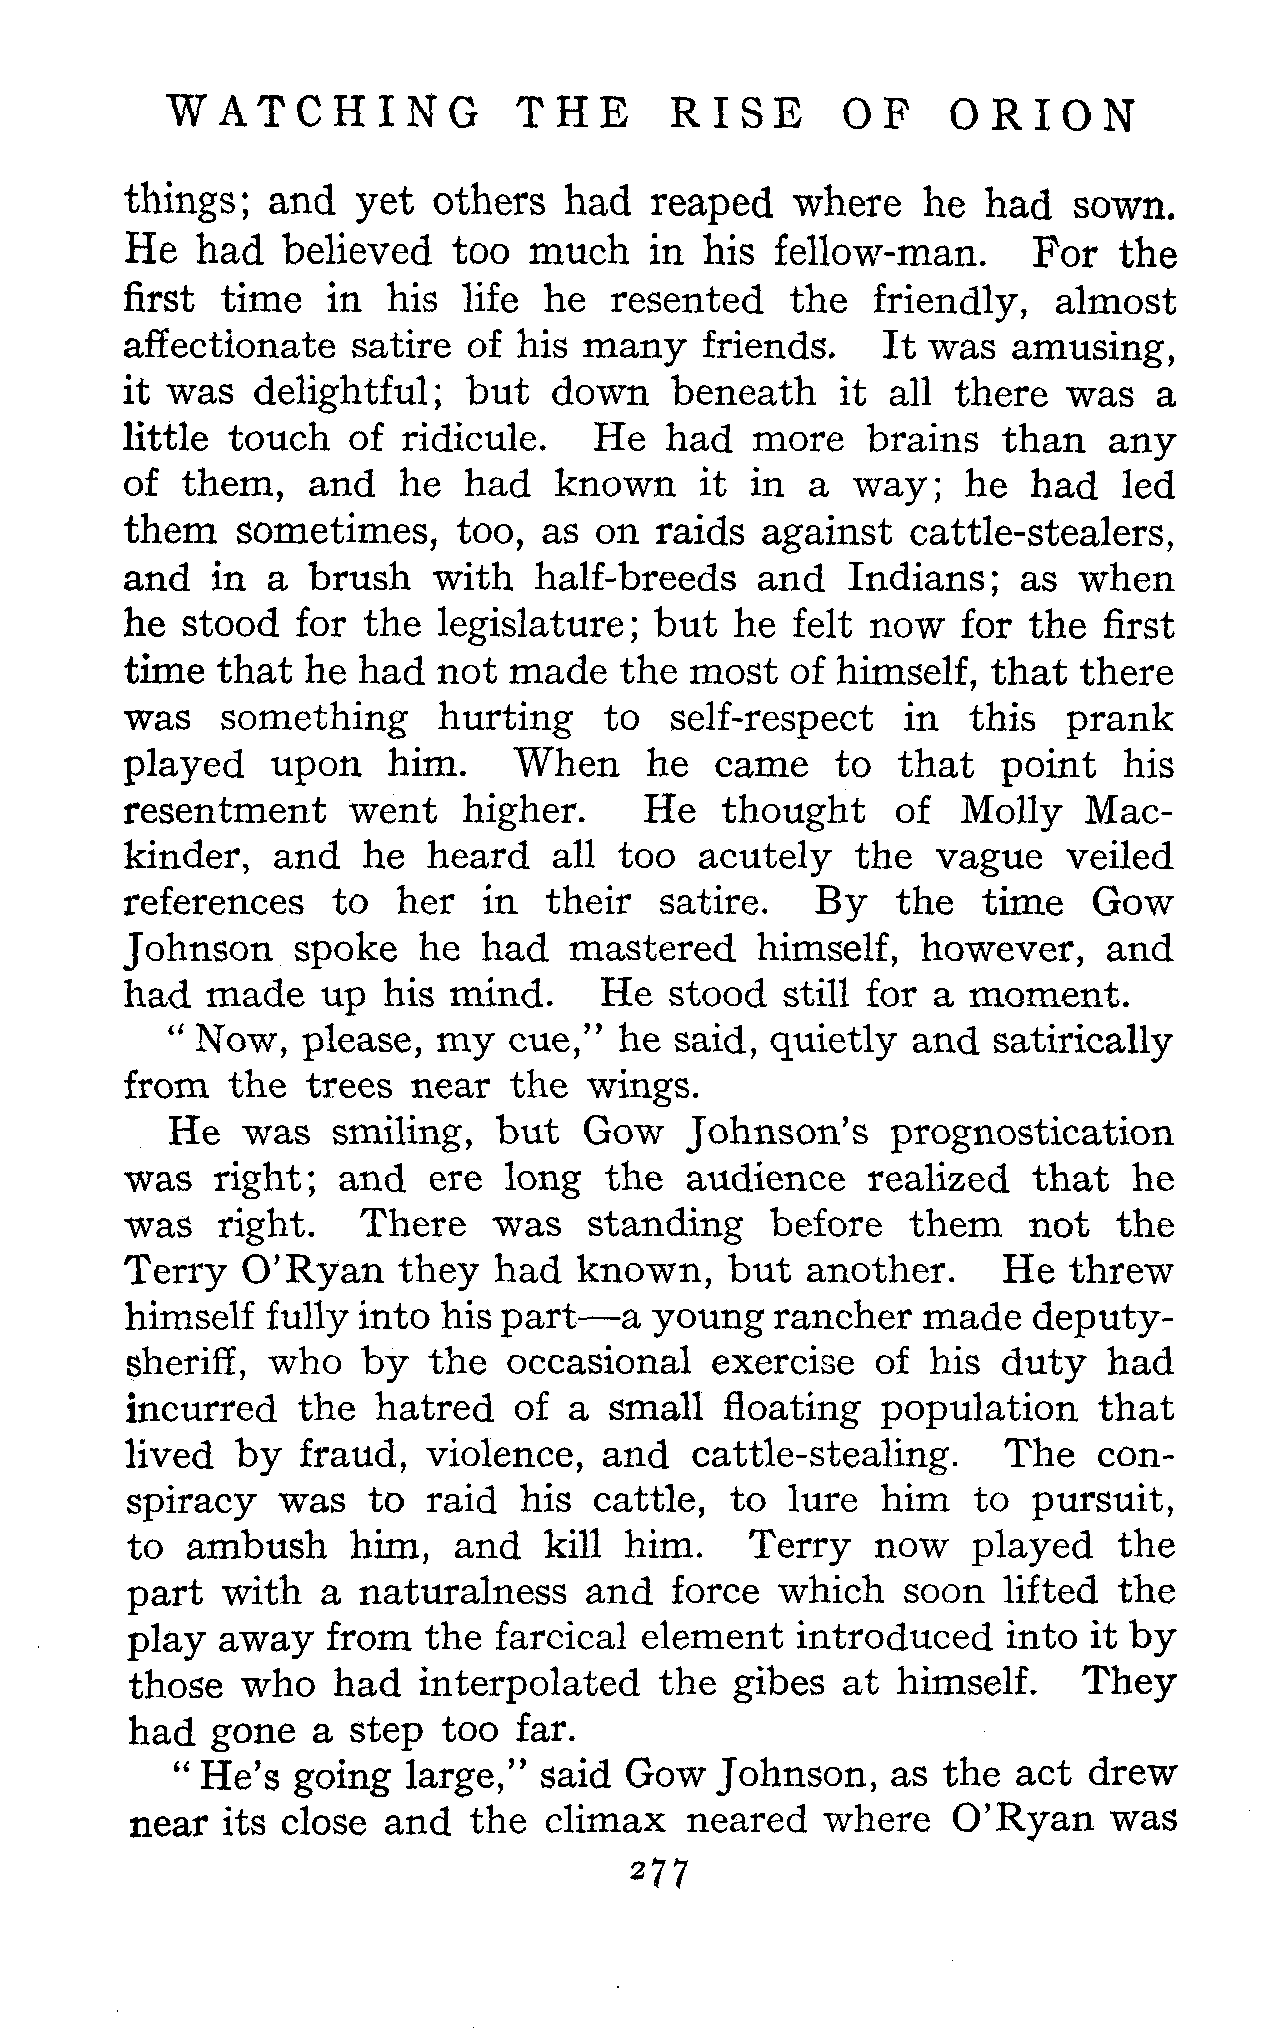 WATCHING THE RISE OF ORION
things; and yet others had reaped where he had sown.
He had believed too much in his fellow-man. For the
first time in his life he resented the friendly, almost
affectionate satire of his many friends. It was amusing,
it was delightful; but down beneath it all there was a
little touch of ridicule. He had more brains than any
of them, and he had known it in a way; he had led
them sometimes, too, as on raids against cattle-stealers,
and in a brush with half-breeds and Indians; as when
he stood for the legislature; but he felt now for the first
time that he had not made the most of himself, that there
was something hurting to self-respect in this prank
played upon him. When he came to that point his
resentment went higher. He thought of Molly Mac-
kinder, and he heard all too acutely the vague veiled
references to her in their satire. By the time Gow
Johnson spoke he had mastered himself, however, and
had made up his mind. He stood still for a moment.
"Now, please, my cue," he said, quietly and satirically
from the trees near the wings.
He was smiling, but Gow Johnson's prognostication
was right; and ere long the audience realized that he
was right. There was standing before them not the
Terry O'Ryan they had known, but another. He threw
himself fully into his part—a young rancher made deputy-
sheriff, who by the occasional exercise of his duty had
incurred the hatred of a small floating population that
lived by fraud, violence, and cattle-stealing. The con-
spiracy was to raid his cattle, to lure him to pursuit,
to ambush him, and kill him. Terry now played the
part with a naturalness and force which soon lifted the
play away from the farcical element introduced into it by
those who had interpolated the gibes at himself. They
had gone a step too far.
"He's going large," said Gow Johnson, as the act drew
near its close and the climax neared where O'Ryan was
277